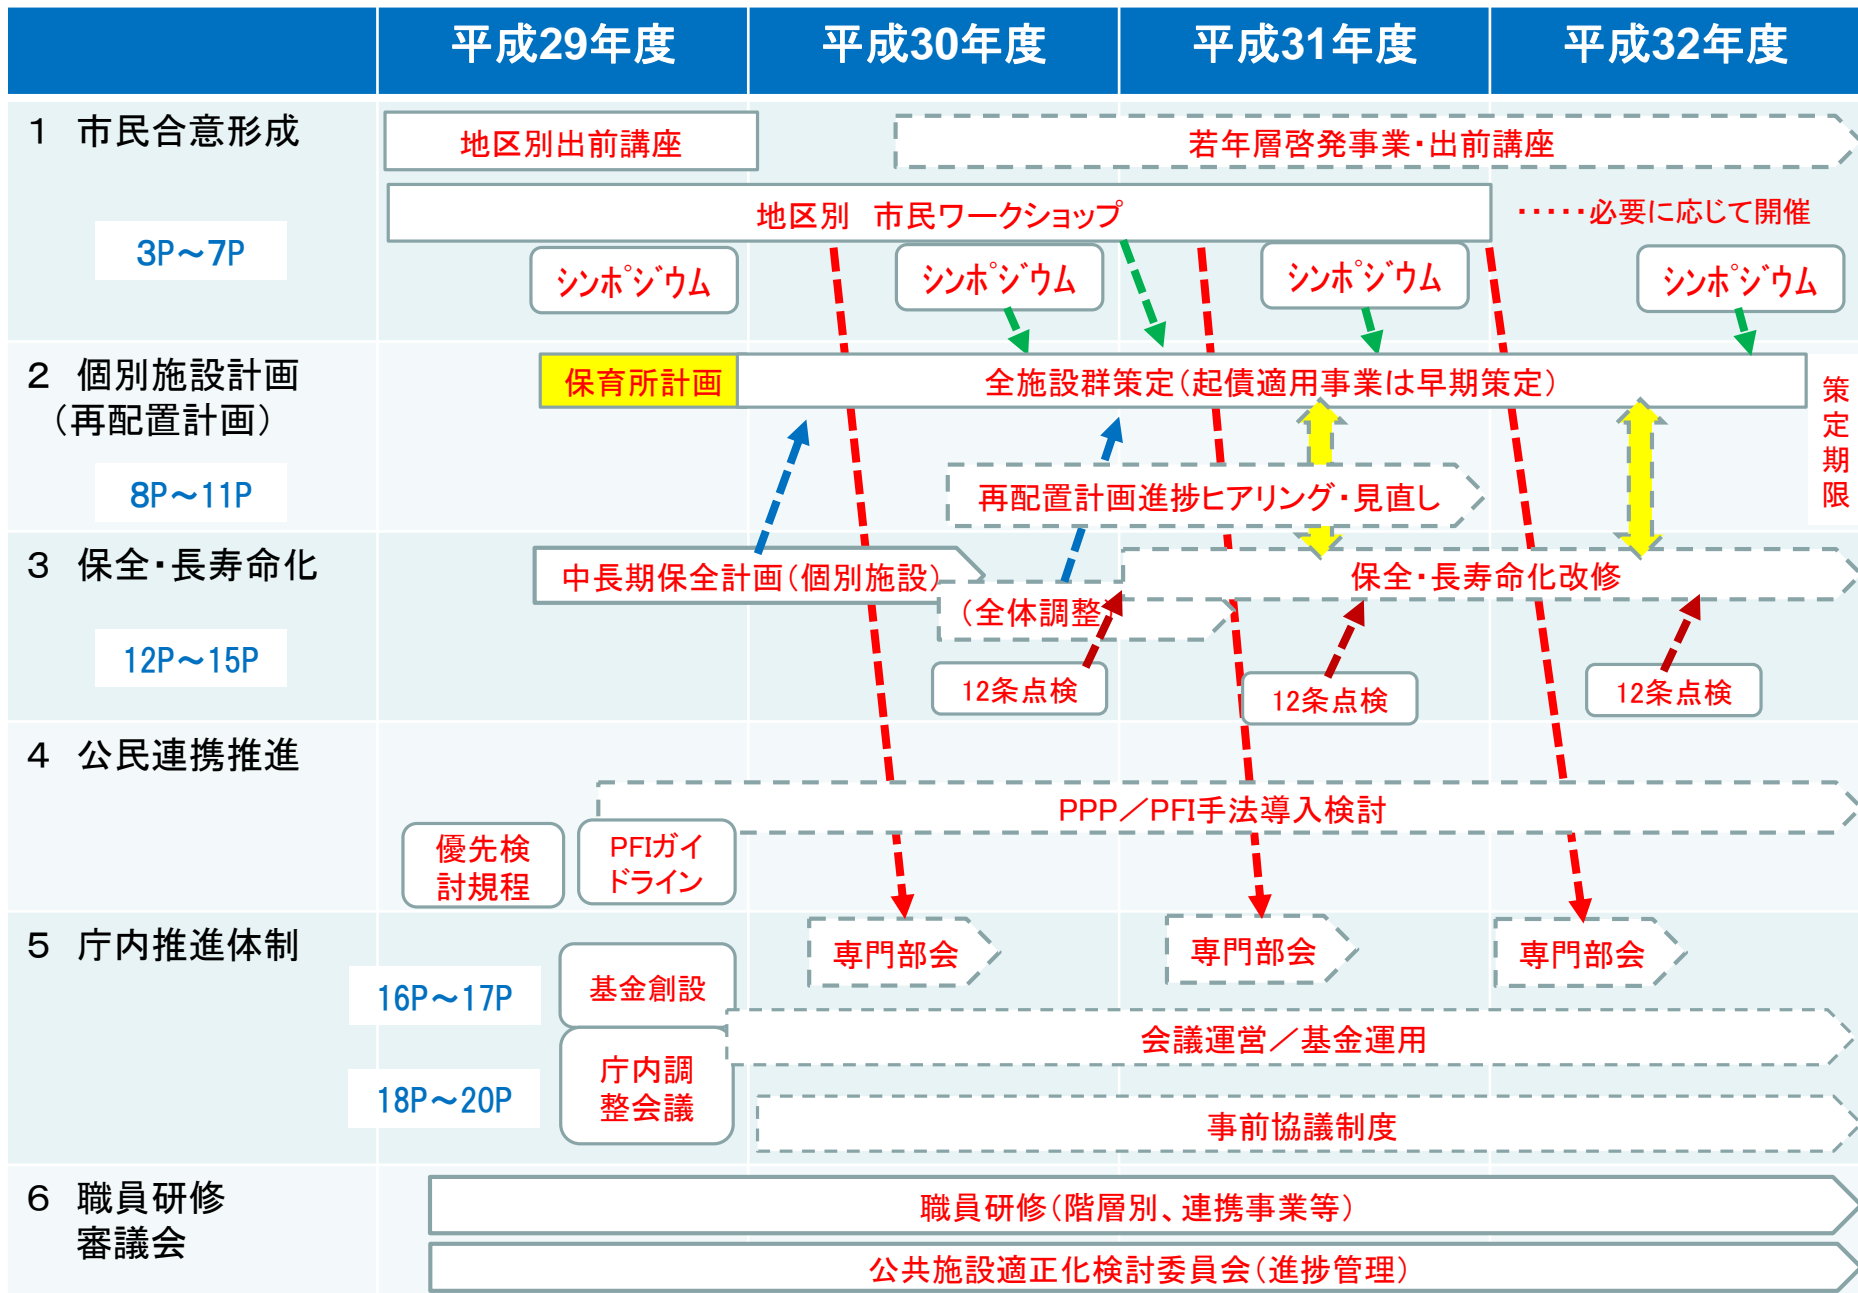 平成29年度
平成30年度
平成31年度
平成32年度
1 市民合意形成
3P～7P
地区別出前講座
若年層啓発事業・出前講座
地区別 市民ワークショップ
・・・・・必要に応じて開催
シンポジウム
シンポジウム
シンポジウム
シンポジウム
2 個別施設計画
（再配置計画）
8P～11P
保育所計画
全施設群策定（起債適用事業は早期策定）
策定期限
再配置計画進捗ヒアリング・見直し
3 保全・長寿命化
12P～15P
中長期保全計画（個別施設）
（全体調整
保全・長寿命化改修
12条点検
12条点検
12条点検
4 公民連携推進
PPP／PFI手法導入検討
優先検
討規程
PFIガイ
ドライン
5 庁内推進体制
16P～17P
18P～20P
専門部会
専門部会
専門部会
基金創設
会議運営／基金運用
庁内調
整会議
事前協議制度
6 職員研修
審議会
職員研修（階層別、連携事業等）
公共施設適正化検討委員会（進捗管理）